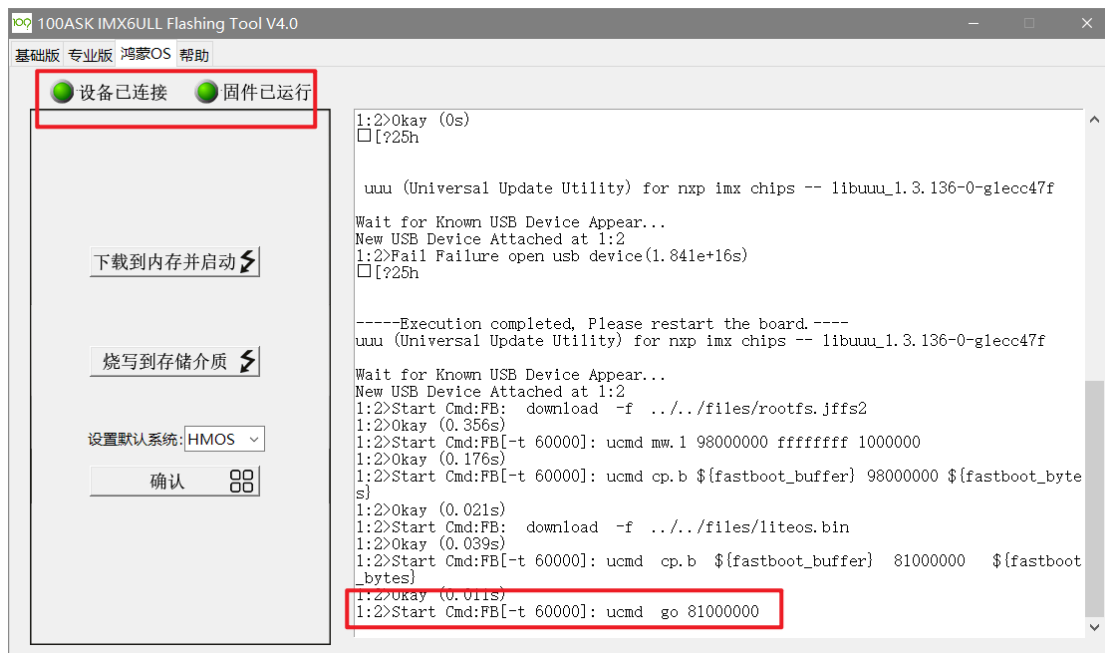 100ASK IMX6ULL Flashing Tool V4.0
基础版 专业版 鸿蒙OS 帮助
设备已连接 固件已运行
下载到内存并启动
烧写到存储介质
设置默认系统: HMOS
确认
1:2>Okay (0s)
□[?25h
uuu (Universal Update Utility) for nxp imx chips -- libuuu_1.3.136-0-g1ecc47f
Wait for Known USB Device Appear...
New USB Device Attached at 1:2
1:2>Fail Failure open usb device(1.841e+16s)
□[?25h
-----Execution completed, Please restart the board.----
uuu (Universal Update Utility) for nxp imx chips -- libuuu_1.3.136-0-g1ecc47f
Wait for Known USB Device Appear...
New USB Device Attached at 1:2
1:2>Start Cmd:FB: download -f ../../files/rootfs.jffs2
1:2>Okay (0.356s)
1:2>Start Cmd:FB[-t 60000]: ucmd mw.l 98000000 ffffffff 1000000
1:2>Okay (0.176s)
1:2>Start Cmd:FB[-t 60000]: ucmd cp.b ${fastboot_buffer} 98000000 ${fastboot_byte
s}
1:2>Okay (0.021s)
1:2>Start Cmd:FB: download -f ../../files/liteos.bin
1:2>Okay (0.039s)
1:2>Start Cmd:FB[-t 60000]: ucmd cp.b ${fastboot_buffer} 81000000 ${fastboot
_bytes}
1:2>Okay (0.011s)
1:2>Start Cmd:FB[-t 60000]: ucmd go 81000000